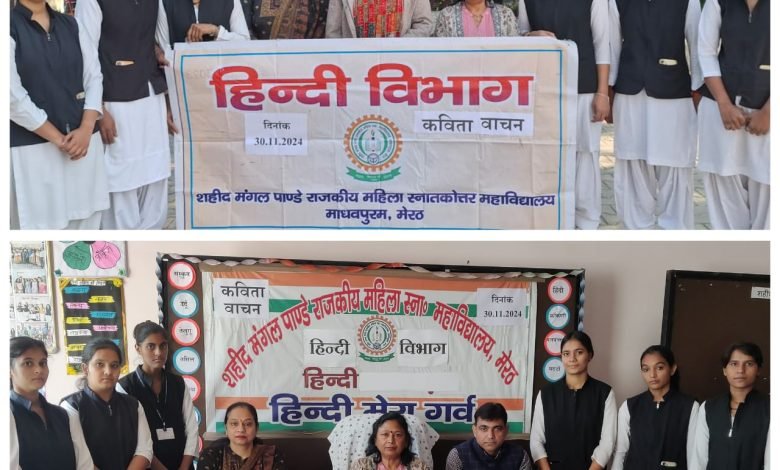 हिन्दी विभाग
दिनांक
30.11.2024
कविता वाचन
शहीद मंगल पाण्डे राजकीय महिला स्नातकोत्तर महाविद्यालय
माधवपुरम, मेरठ
कविता
वाचन
दिनांक
30.11.2024
शहीद मंगल पाण्डे राजकीय महिला स्ना० महाविद्यालय, मेरठ
हिन्दी विभाग
हिन्दी
हिन्दी मेरा गर्व
संस्कृत
उर्दू
हिंदी